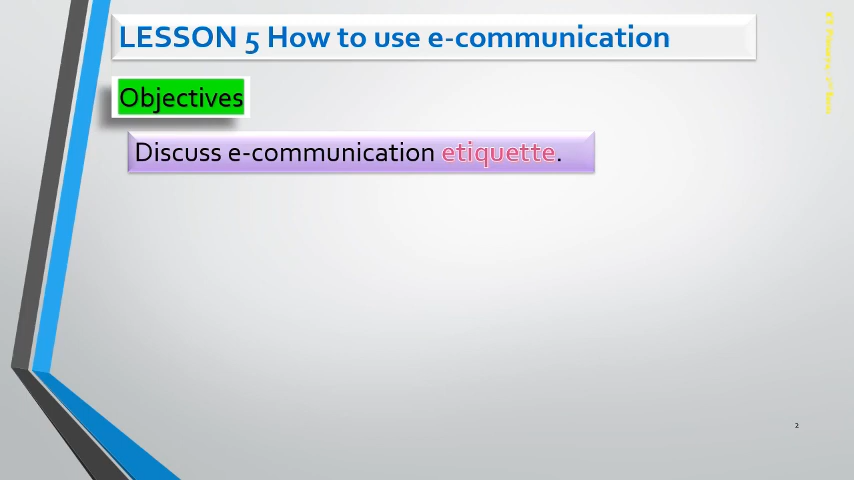 LESSON 5 How to use e-communication
Objectives
Discuss e-communication etiquette.
2